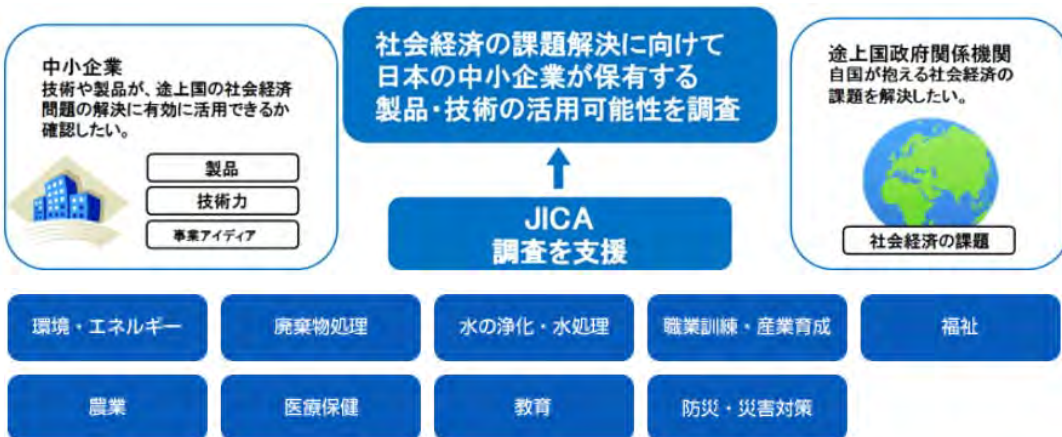 中小企業
技術や製品が、途上国の社会経済
問題の解決に有効に活用できるか
確認したい。
製品
技術力
事業アイディア
社会経済の課題解決に向けて
日本の中小企業が保有する
製品・技術の活用可能性を調査
JICA
調査を支援
途上国政府関係機関
自国が抱える社会経済の
課題を解決したい。
社会経済の課題
環境・エネルギー
廃棄物処理
水の浄化・水処理
職業訓練・産業育成
福祉
農業
医療保健
教育
防災・災害対策